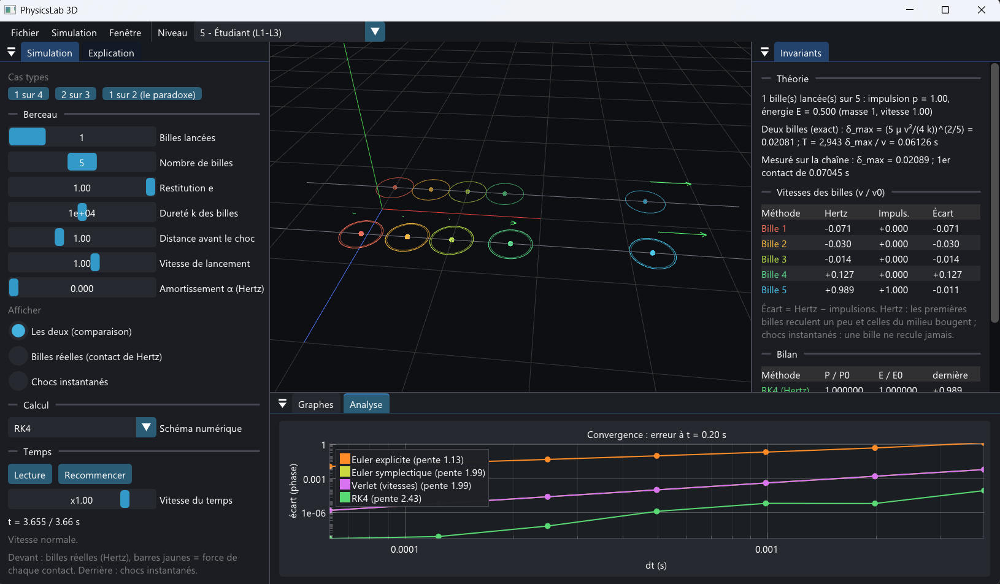 PhysicsLab 3D
Fichier Simulation Fenêtre Niveau 5 - Étudiant (L1-L3)
Simulation Explication
Cas types
1 sur 4 2 sur 3 1 sur 2 (le paradoxe)
Berceau
1 Billes lancées
5 Nombre de billes
1.00 Restitution e
1e+04 Dureté k des billes
1.00 Distance avant le choc
1.00 Vitesse de lancement
0.000 Amortissement α (Hertz)
Afficher
Les deux (comparaison)
Billes réelles (contact de Hertz)
Chocs instantanés
Calcul
RK4 Schéma numérique
Temps
Lecture Recommencer
x1.00 Vitesse du temps
t = 3.655 / 3.66 s
Vitesse normale.
Devant : billes réelles (Hertz), barres jaunes = force de
chaque contact. Derrière : chocs instantanés.
Graphes Analyse
Convergence : erreur à t = 0.20 s
écart (phase)
1
0.001
1e-06
Euler explicite (pente 1.13)
Euler symplectique (pente 1.99)
Verlet (vitesses) (pente 1.99)
RK4 (pente 2.43)
0.0001 0.001
dt (s)
Invariants
Théorie
1 bille(s) lancée(s) sur 5 : impulsion p = 1.00,
énergie E = 0.500 (masse 1, vitesse 1.00)
Deux billes (exact) : δ_max = (5 μ v²/(4 k))^(2/5) =
0.02081 ; T = 2,943 δ_max / v = 0.06126 s
Mesuré sur la chaîne : δ_max = 0.02089 ; 1er
contact de 0.07045 s
Vitesses des billes (v / v0)
Méthode Hertz Impuls. Écart
Bille 1 -0.071 +0.000 -0.071
Bille 2 -0.030 +0.000 -0.030
Bille 3 -0.014 +0.000 -0.014
Bille 4 +0.127 +0.000 +0.127
Bille 5 +0.989 +1.000 -0.011
Écart = Hertz − impulsions. Hertz : les premières
billes reculent un peu et celles du milieu bougent ;
chocs instantanés : une bille ne recule jamais.
Bilan
Méthode P / P0 E / E0 dernière
RK4 (Hertz) 1.000000 1.000000 +0.989